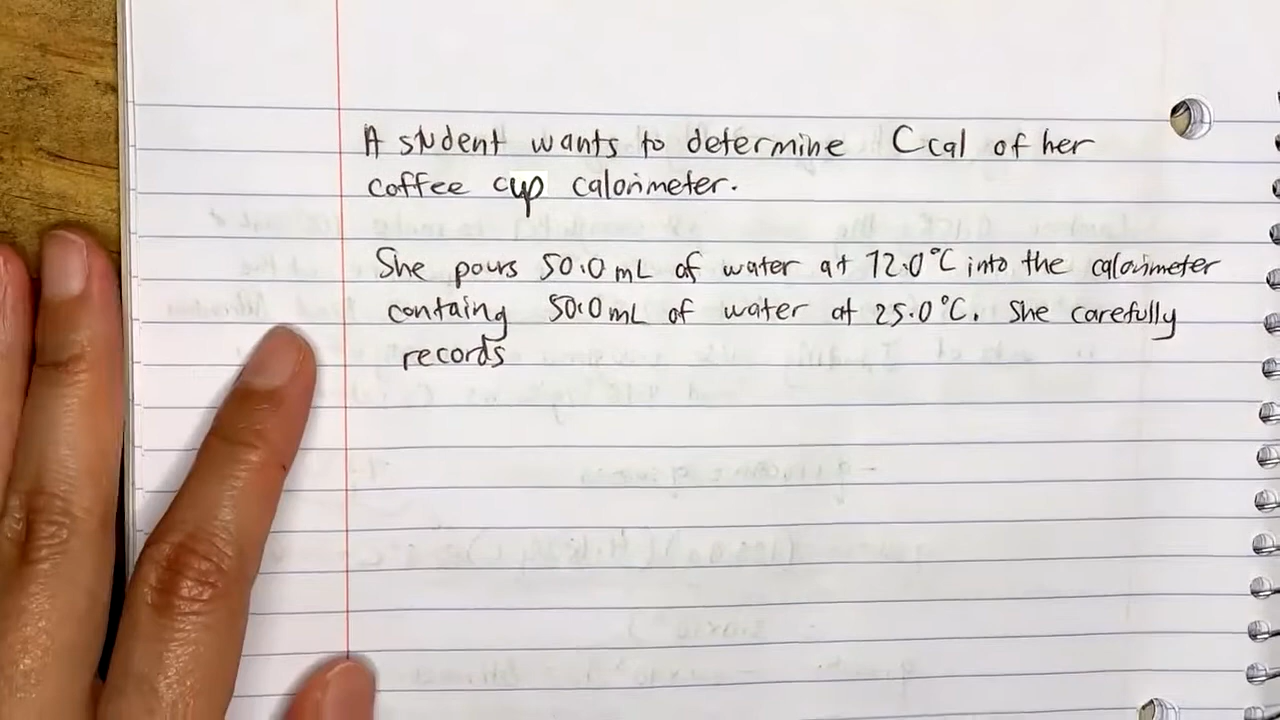 A student wants to determine Ccal of her
coffee cup calorimeter.
She pours 50.0 mL of water at 72.0°C into the calorimeter
containg 50.0 mL of water at 25.0°C. She carefully
records